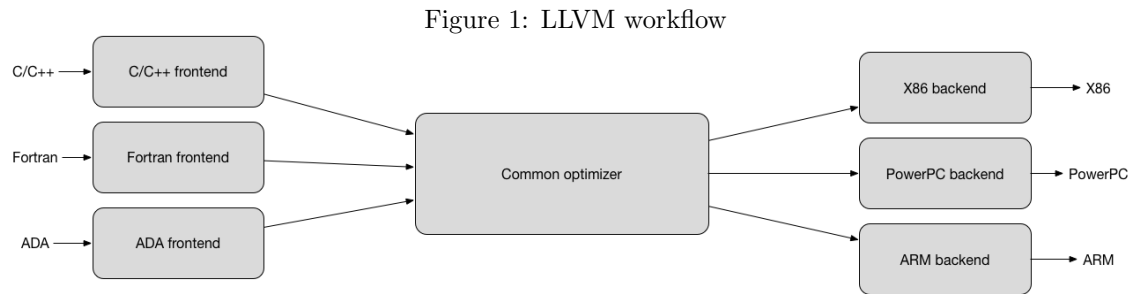 Figure 1: LLVM workflow
C/C++
C/C++ frontend
Fortran
Fortran frontend
ADA
ADA frontend
Common optimizer
X86 backend
X86
PowerPC backend
PowerPC
ARM backend
ARM